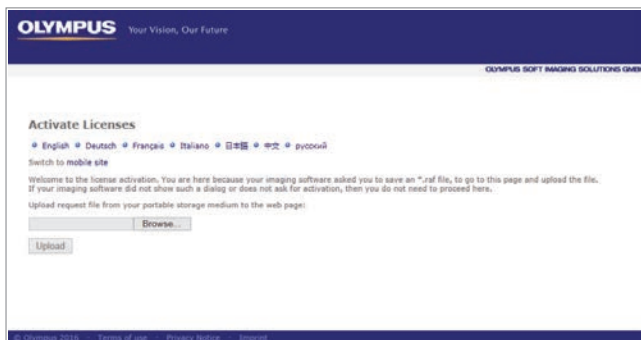 OLYMPUS Your Vision, Our Future
OLYMPUS SOFT IMAGING SOLUTIONS GMBH
Activate Licenses
English Deutsch Français Italiano 日本語 中文 русский
Switch to mobile site
Welcome to the license activation. You are here because your imaging software asked you to save an *.raf file, to go to this page and upload the file.
If your imaging software did not show such a dialog or does not ask for activation, then you do not need to proceed here.
Upload request file from your portable storage medium to the web page:
Browse...
Upload
© Olympus 2016 - Terms of use - Privacy Notice - Imprint